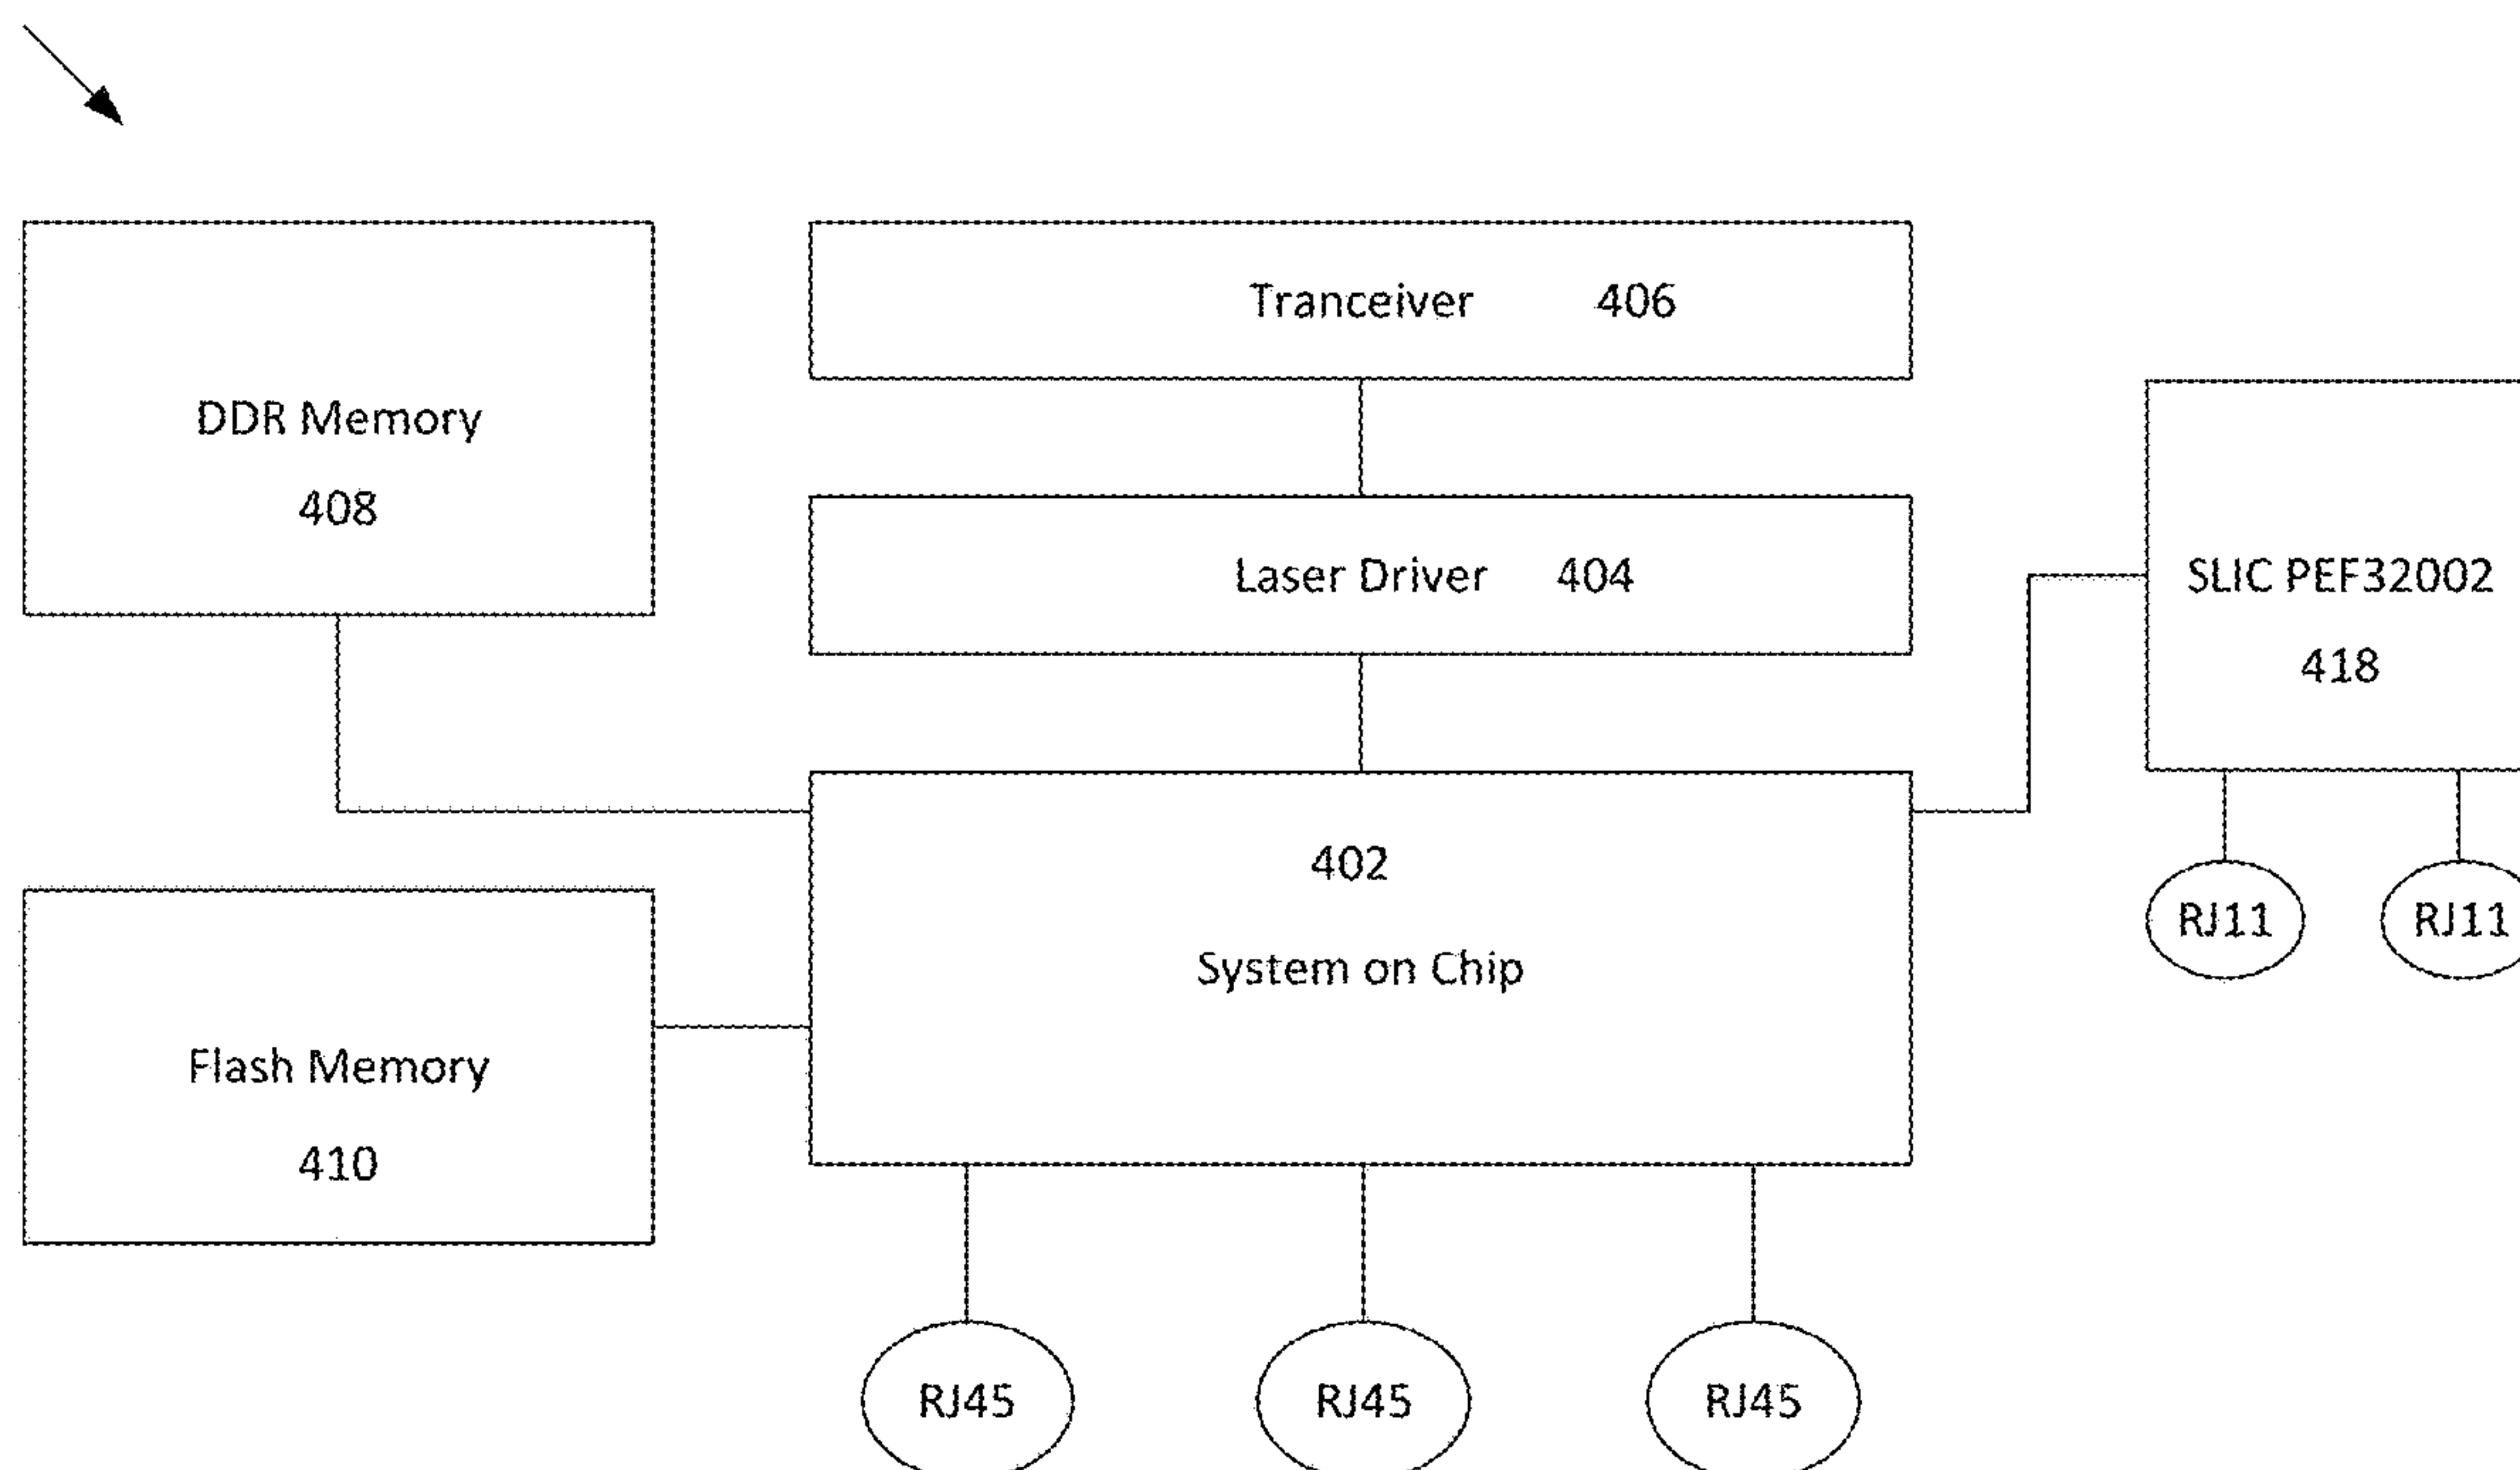 Tranceiver 406
DDR Memory
408
Laser Driver 404
SLIC PEF32002
418
402
System on Chip
RJ11
RJ11
Flash Memory
410
RJ45
RJ45
RJ45